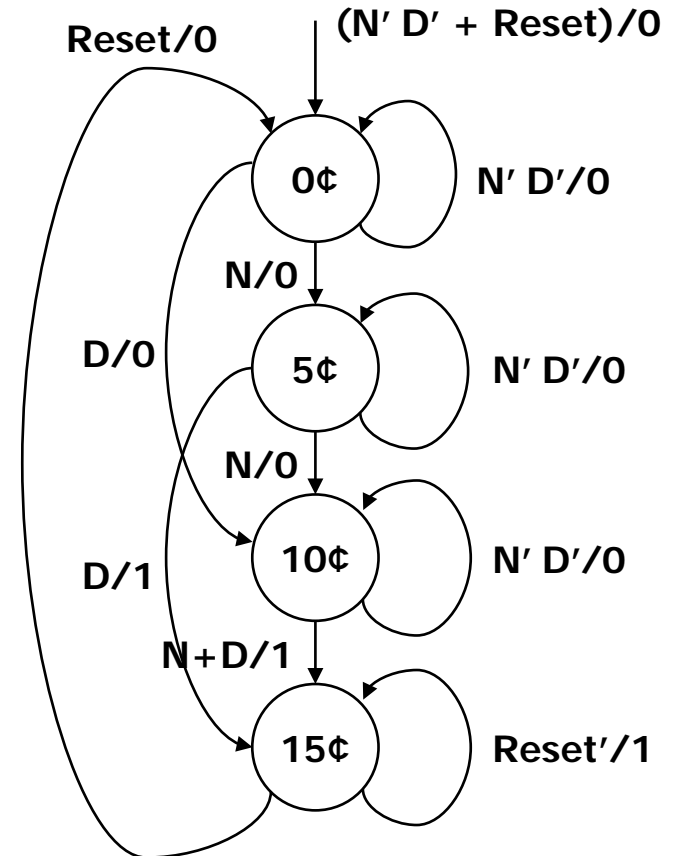 (N’ D’ + Reset)/0
Reset/0
0¢
N’ D’/0
N/0
D/0
5¢
N’ D’/0
N/0
10¢
N’ D’/0
D/1
N+D/1
15¢
Reset’/1